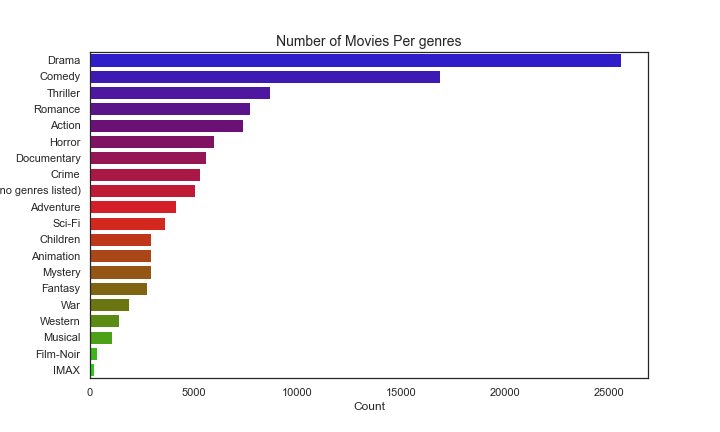 Number of Movies Per genres
Drama
Comedy
Thriller
Romance
Action
Horror
Documentary
Crime
no genres listed)
Adventure
Sci-Fi
Children
Animation
Mystery
Fantasy
War
Western
Musical
Film-Noir
IMAX
0 5000 10000 15000 20000 25000
Count